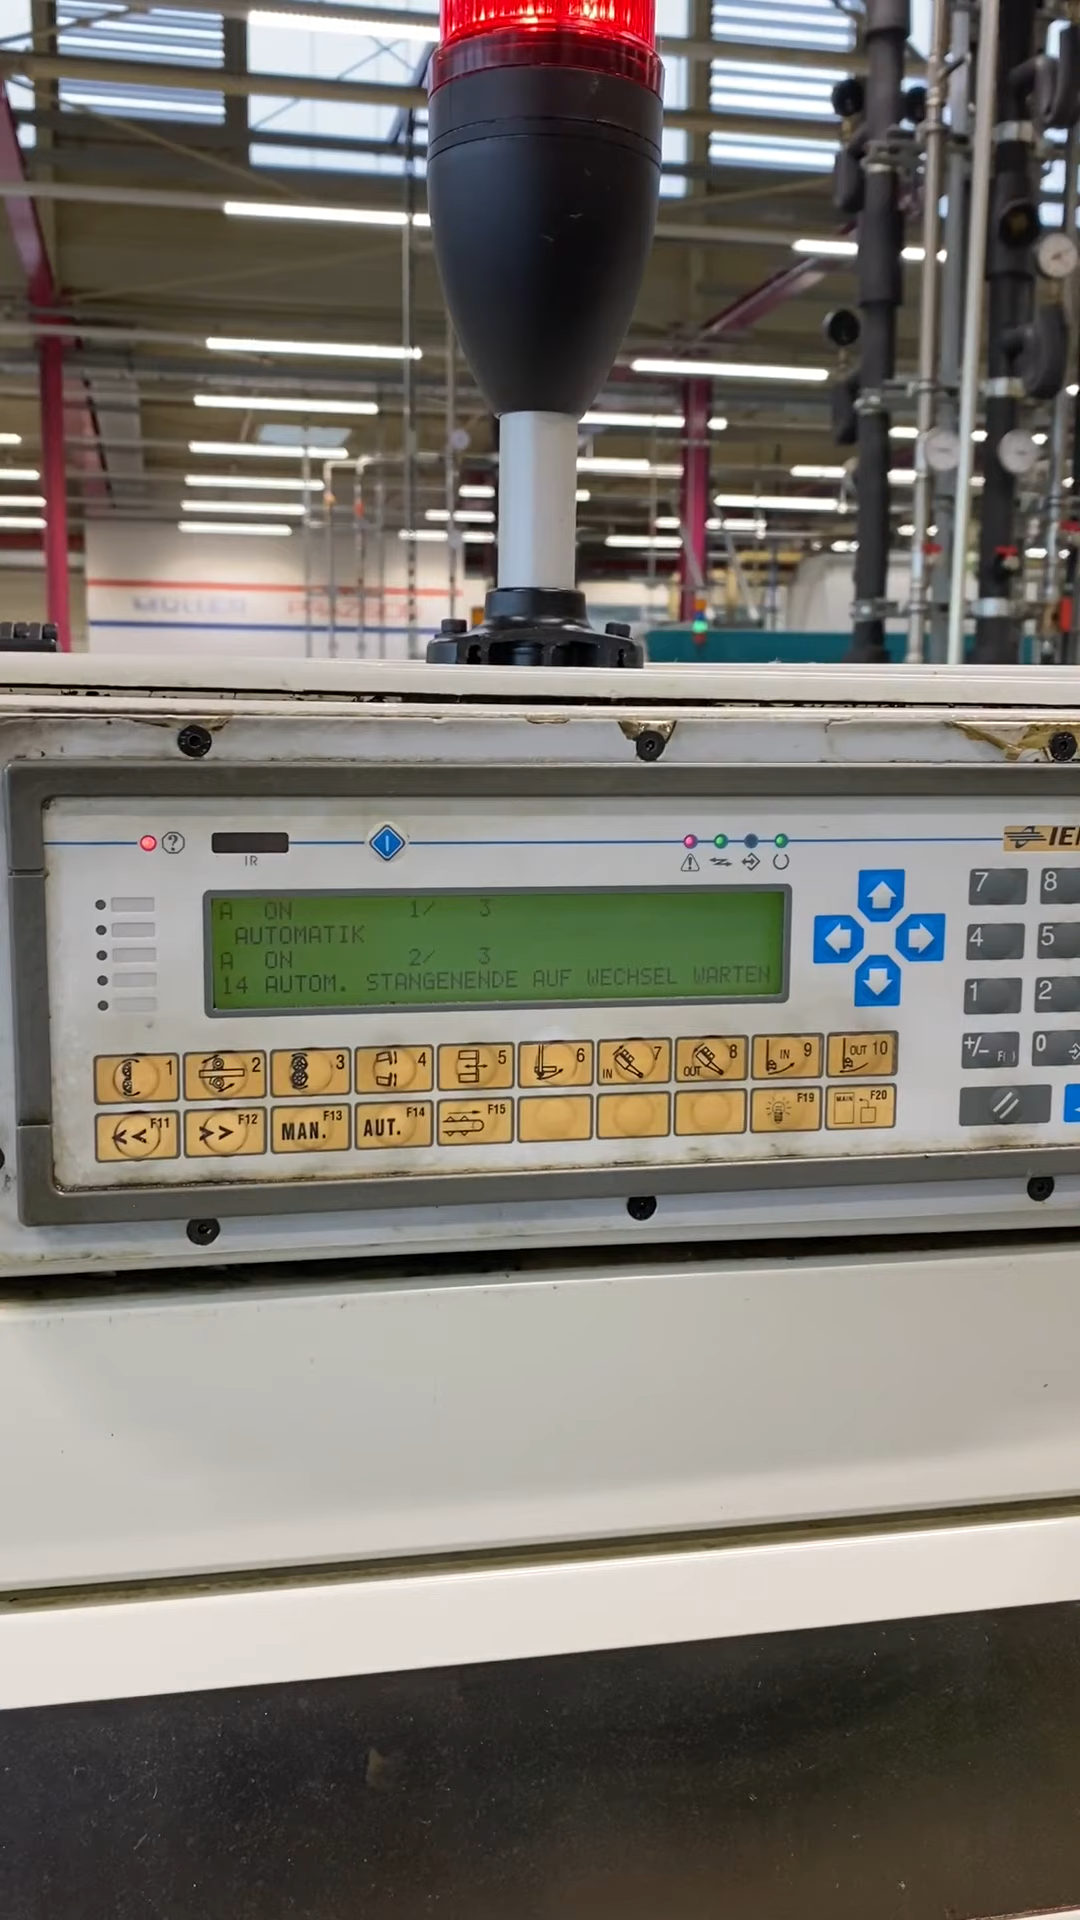 MÜLLER
IR
A ON 1/ 3
AUTOMATIK
A ON 2/ 3
14 AUTOM. STANGENENDE AUF WECHSEL WARTEN
7 8
4 5
1 2
+/- F( ) 0
1 2 3 4 5 6 IN 7 OUT 8 IN 9 OUT 10
<< F11 >> F12 MAN. F13 AUT. F14 F15 F19 MAIN F20